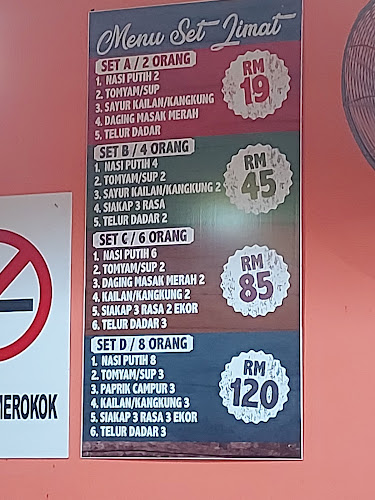 Menu Set Jimat
SET A / 2 ORANG
1. NASI PUTIH 2
2. TOMYAM/SUP
3. SAYUR KAILAN/KANGKUNG
4. DAGING MASAK MERAH
5. TELUR DADAR
RM
19
SET B / 4 ORANG
1. NASI PUTIH 4
2. TOMYAM/SUP 2
3. SAYUR KAILAN/KANGKUNG 2
4. SIAKAP 3 RASA
5. TELUR DADAR 2
RM
45
SET C / 6 ORANG
1. NASI PUTIH 6
2. TOMYAM/SUP 2
3. DAGING MASAK MERAH 2
4. KAILAN/KANGKUNG 2
5. SIAKAP 3 RASA 2 EKOR
6. TELUR DADAR 3
RM
85
SET D / 8 ORANG
1. NASI PUTIH 8
2. TOMYAM/SUP 3
3. PAPRIK CAMPUR 3
4. KAILAN/KANGKUNG 3
5. SIAKAP 3 RASA 3 EKOR
6. TELUR DADAR 3
RM
120
MEROKOK